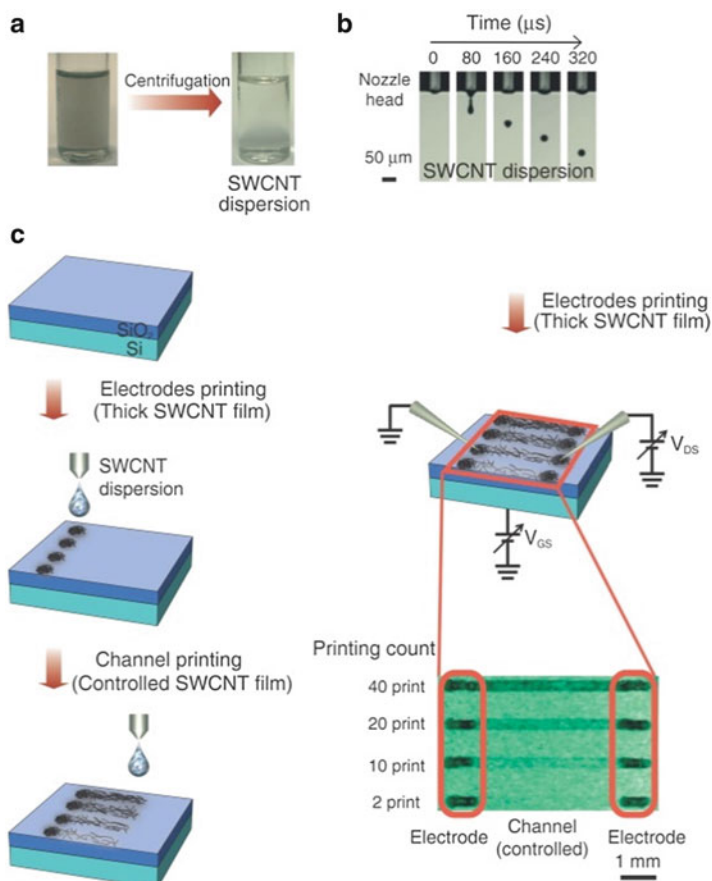 a
Centrifugation
SWCNT
dispersion
b
Time (μs)
0 80 160 240 320
Nozzle
head
50 μm
SWCNT dispersion
c
SiO₂
Si
Electrodes printing
(Thick SWCNT film)
SWCNT
dispersion
Channel printing
(Controlled SWCNT film)
Electrodes printing
(Thick SWCNT film)
V_DS
V_GS
Printing count
40 print
20 print
10 print
2 print
Electrode
Channel
(controlled)
Electrode
1 mm